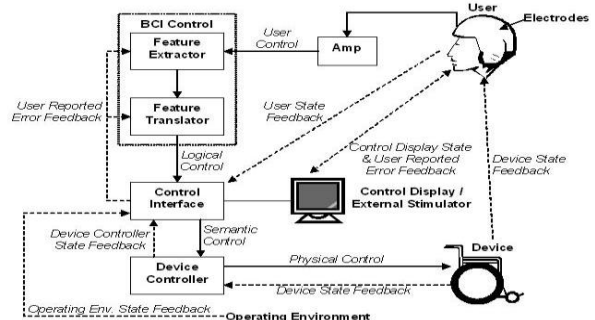 BCI Control
User
Electrodes
Feature
Extractor
User
Control
Amp
User Reported
Error Feedback
Feature
Translator
User State
Feedback
Logical
Control
Control Display State
& User Reported
Error Feedback
Device State
Feedback
Control
Interface
Control Display /
External Stimulator
Device Controller
State Feedback
Semantic
Control
Device
Device
Controller
Physical Control
Device State Feedback
Operating Env. State Feedback
Operating Environment